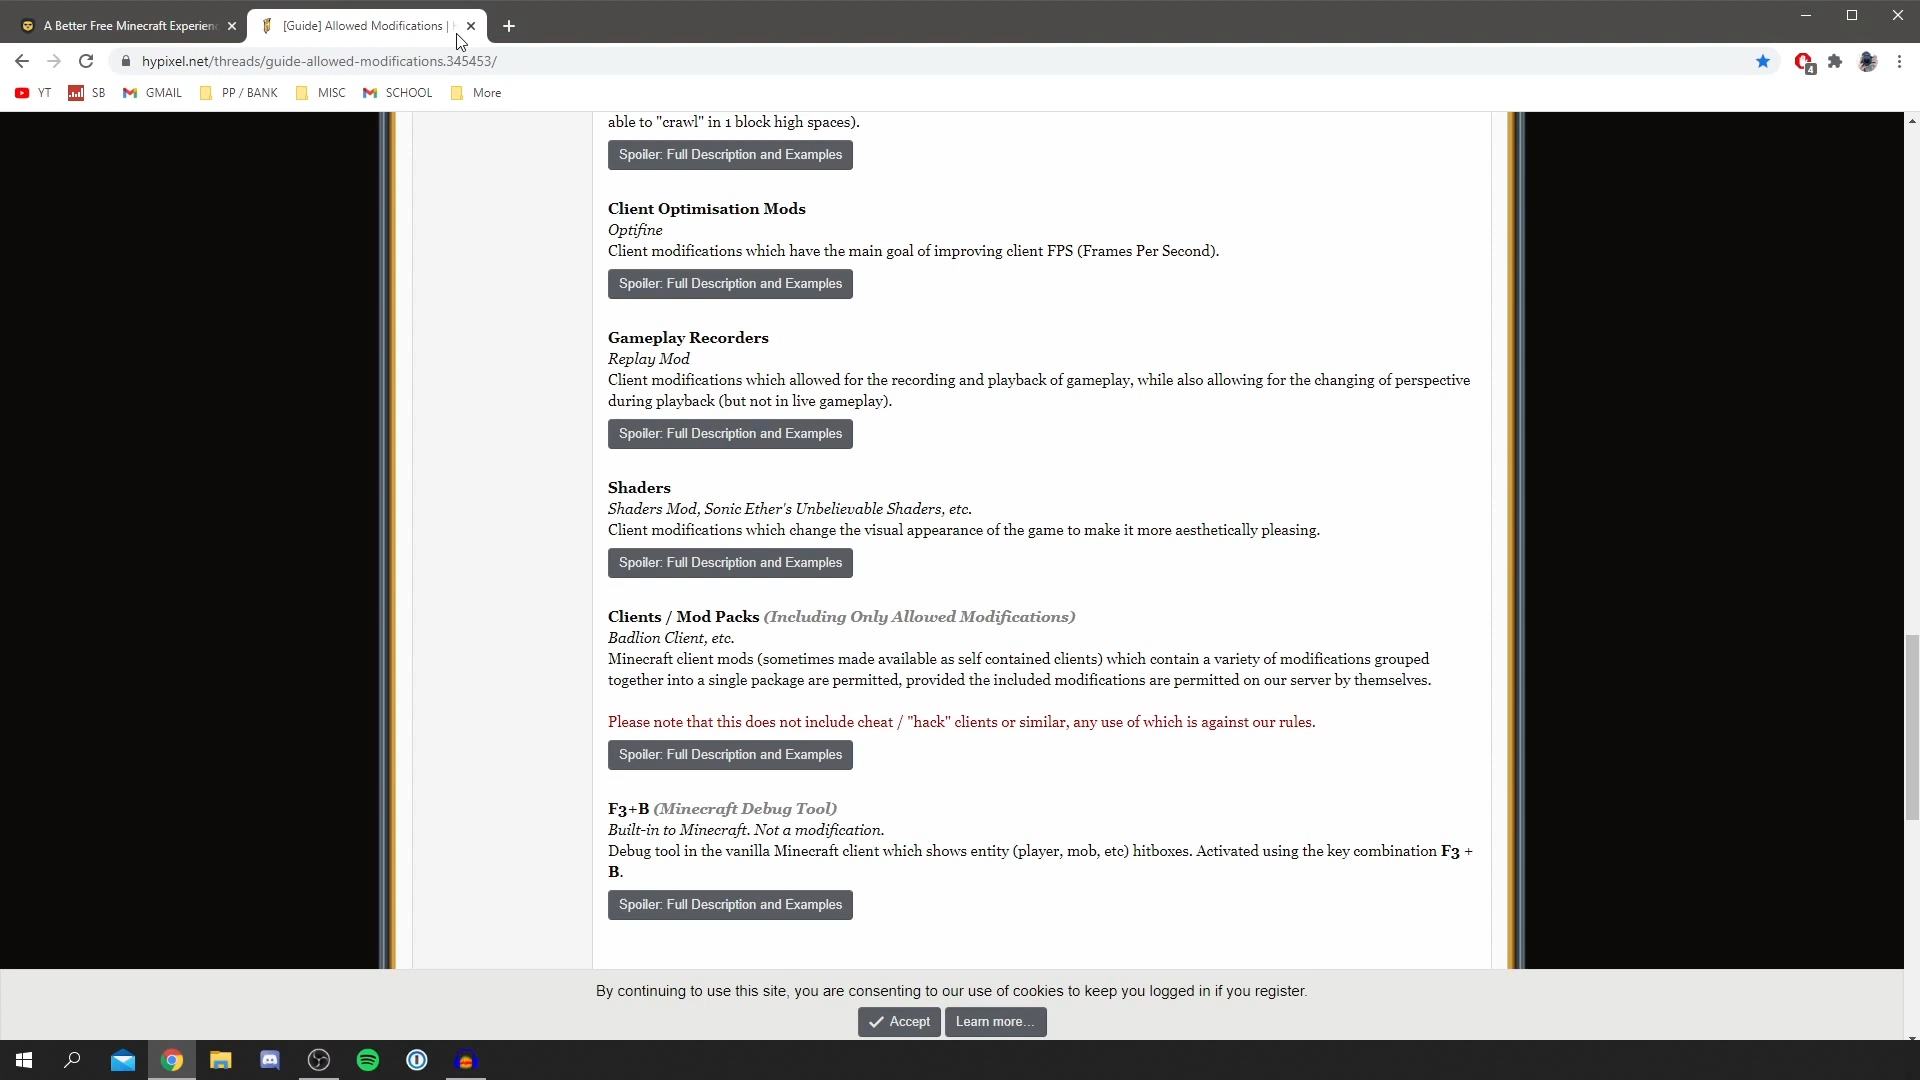 A Better Free Minecraft Experien
[Guide] Allowed Modifications |
hypixel.net/threads/guide-allowed-modifications.345453/
4
YT
SB
GMAIL
PP / BANK
MISC
SCHOOL
More
able to "crawl" in 1 block high spaces).
Spoiler: Full Description and Examples
Client Optimisation Mods
Optifine
Client modifications which have the main goal of improving client FPS (Frames Per Second).
Spoiler: Full Description and Examples
Gameplay Recorders
Replay Mod
Client modifications which allowed for the recording and playback of gameplay, while also allowing for the changing of perspective
during playback (but not in live gameplay).
Spoiler: Full Description and Examples
Shaders
Shaders Mod, Sonic Ether's Unbelievable Shaders, etc.
Client modifications which change the visual appearance of the game to make it more aesthetically pleasing.
Spoiler: Full Description and Examples
Clients / Mod Packs (Including Only Allowed Modifications)
Badlion Client, etc.
Minecraft client mods (sometimes made available as self contained clients) which contain a variety of modifications grouped
together into a single package are permitted, provided the included modifications are permitted on our server by themselves.
Please note that this does not include cheat / "hack" clients or similar, any use of which is against our rules.
Spoiler: Full Description and Examples
F3+B (Minecraft Debug Tool)
Built-in to Minecraft. Not a modification.
Debug tool in the vanilla Minecraft client which shows entity (player, mob, etc) hitboxes. Activated using the key combination F3 +
B.
Spoiler: Full Description and Examples
By continuing to use this site, you are consenting to our use of cookies to keep you logged in if you register.
Accept
Learn more...